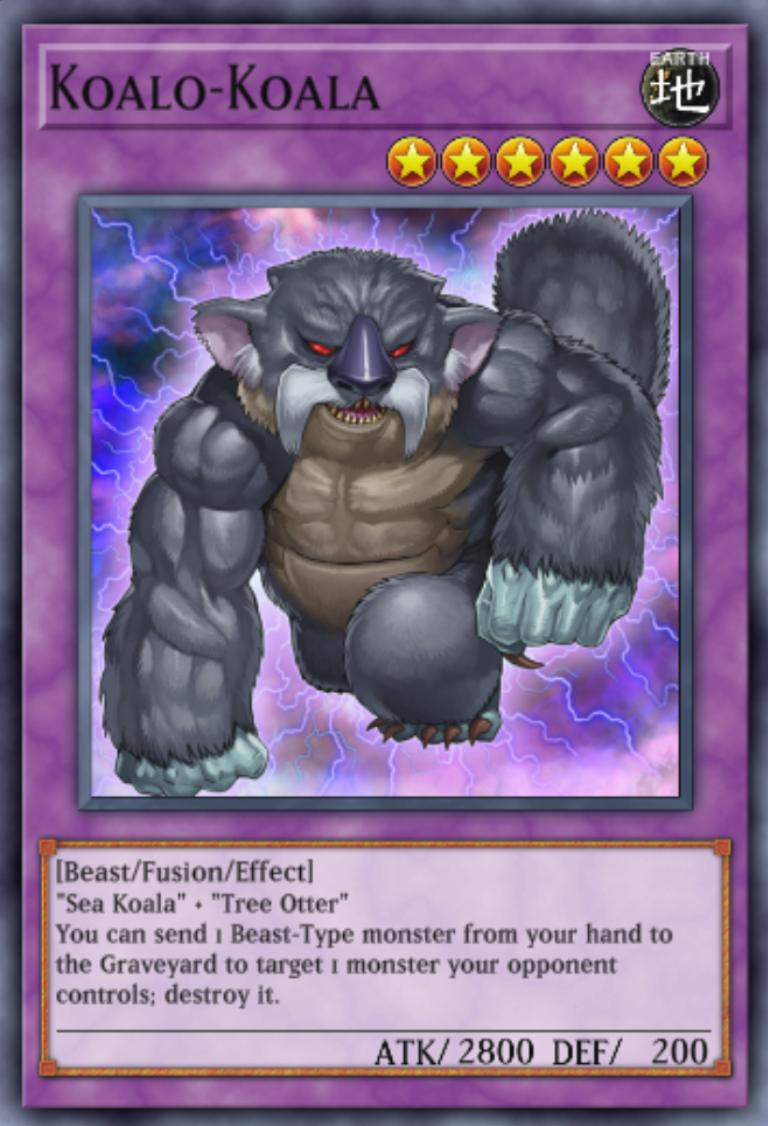 Koalo-Koala
EARTH
地
[Beast/Fusion/Effect]
"Sea Koala" • "Tree Otter"
You can send 1 Beast-Type monster from your hand to
the Graveyard to target 1 monster your opponent
controls; destroy it.
ATK/ 2800 DEF/ 200